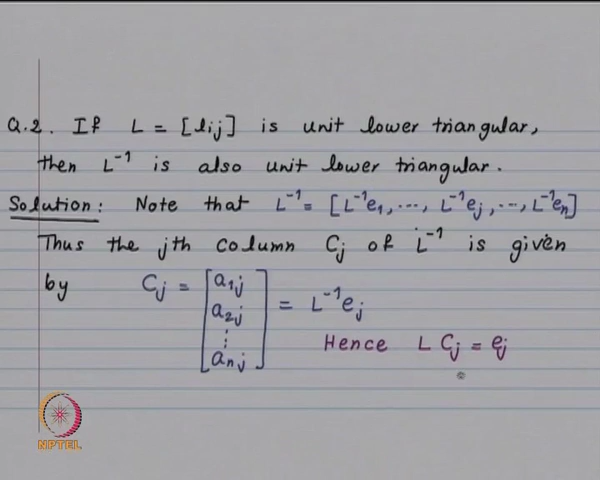 Q.2. If L = [lij] is unit lower triangular,
then L⁻¹ is also unit lower triangular.
Solution: Note that L⁻¹ = [L⁻¹e₁, ..., L⁻¹eⱼ, ..., L⁻¹eₙ]
Thus the jth column Cⱼ of L⁻¹ is given
by Cⱼ = [a₁ⱼ a₂ⱼ ⋮ aₙⱼ] = L⁻¹eⱼ
Hence L Cⱼ = eⱼ
NPTEL